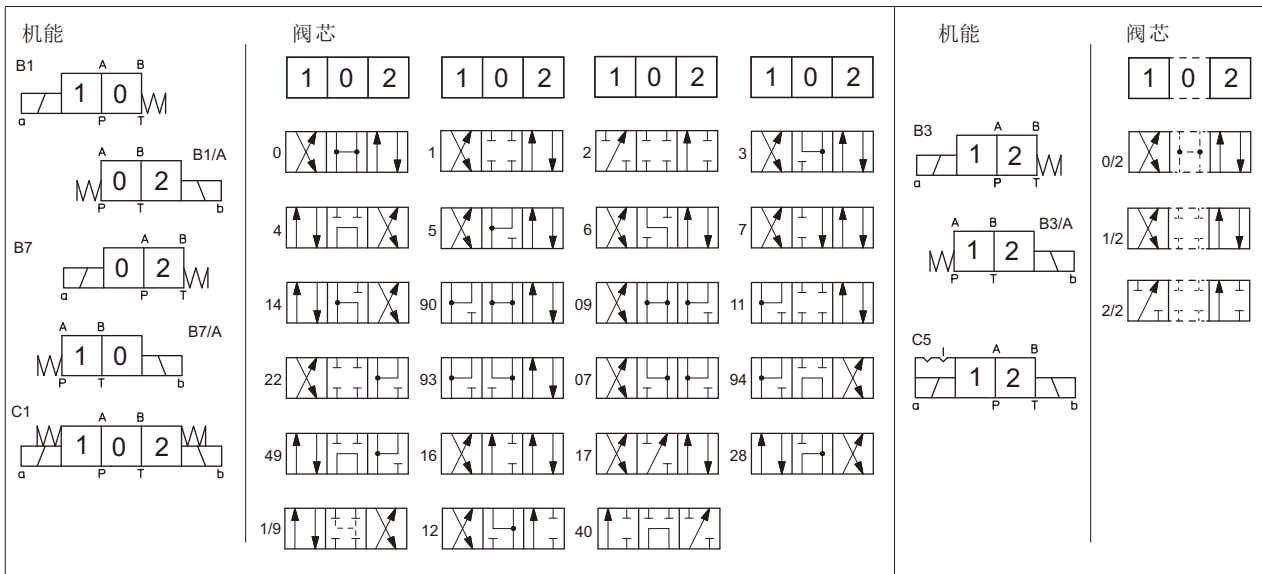 机能
阀芯
机能
阀芯
B1
A B
1 0
a P T
A B
B1/A
0 2
P T b
B7
A B
0 2
a P T
B7/A
A B
1 0
P T b
C1
A B
1 0 2
a P T b
1 0 2
1 0 2
1 0 2
1 0 2
0 1 2 3
4 5 6 7
14 90 09 11
22 93 07 94
49 16 17 28
1/9 12 40
B3
A B
1 2
a P T
A B
B3/A
1 2
P T b
C5
A B
1 2
a P T b
1 0 2
0/2
1/2
2/2